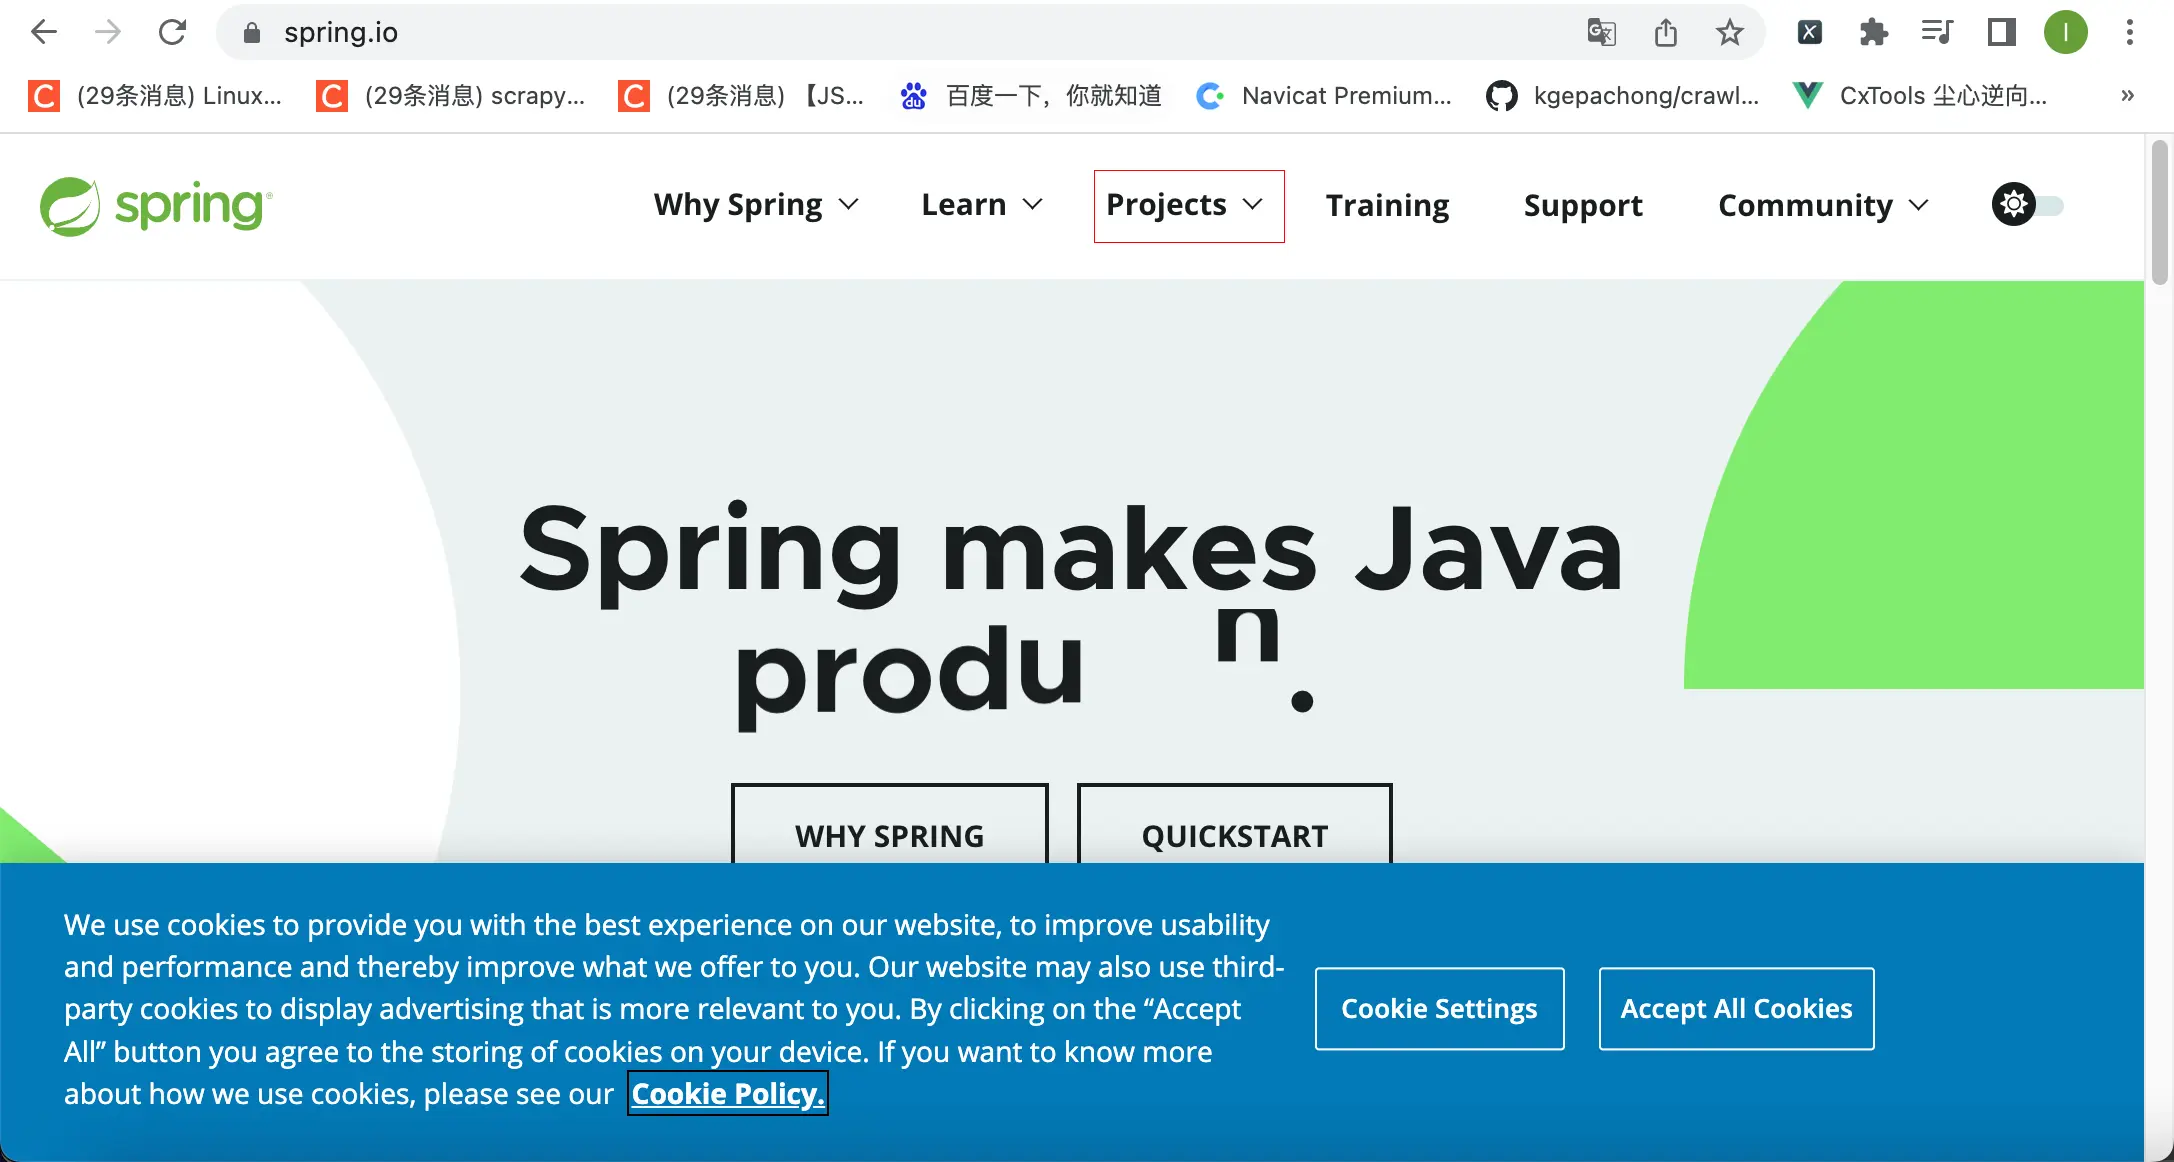 spring.io
(29条消息) Linux... (29条消息) scrapy... (29条消息) 【JS... 百度一下，你就知道 Navicat Premium... kgepachong/crawl... CxTools 尘心逆向... »
spring Why Spring Learn Projects Training Support Community
Spring makes Java
produ n.
WHY SPRING QUICKSTART
We use cookies to provide you with the best experience on our website, to improve usability
and performance and thereby improve what we offer to you. Our website may also use third-
party cookies to display advertising that is more relevant to you. By clicking on the “Accept
All” button you agree to the storing of cookies on your device. If you want to know more
about how we use cookies, please see our Cookie Policy.
Cookie Settings Accept All Cookies